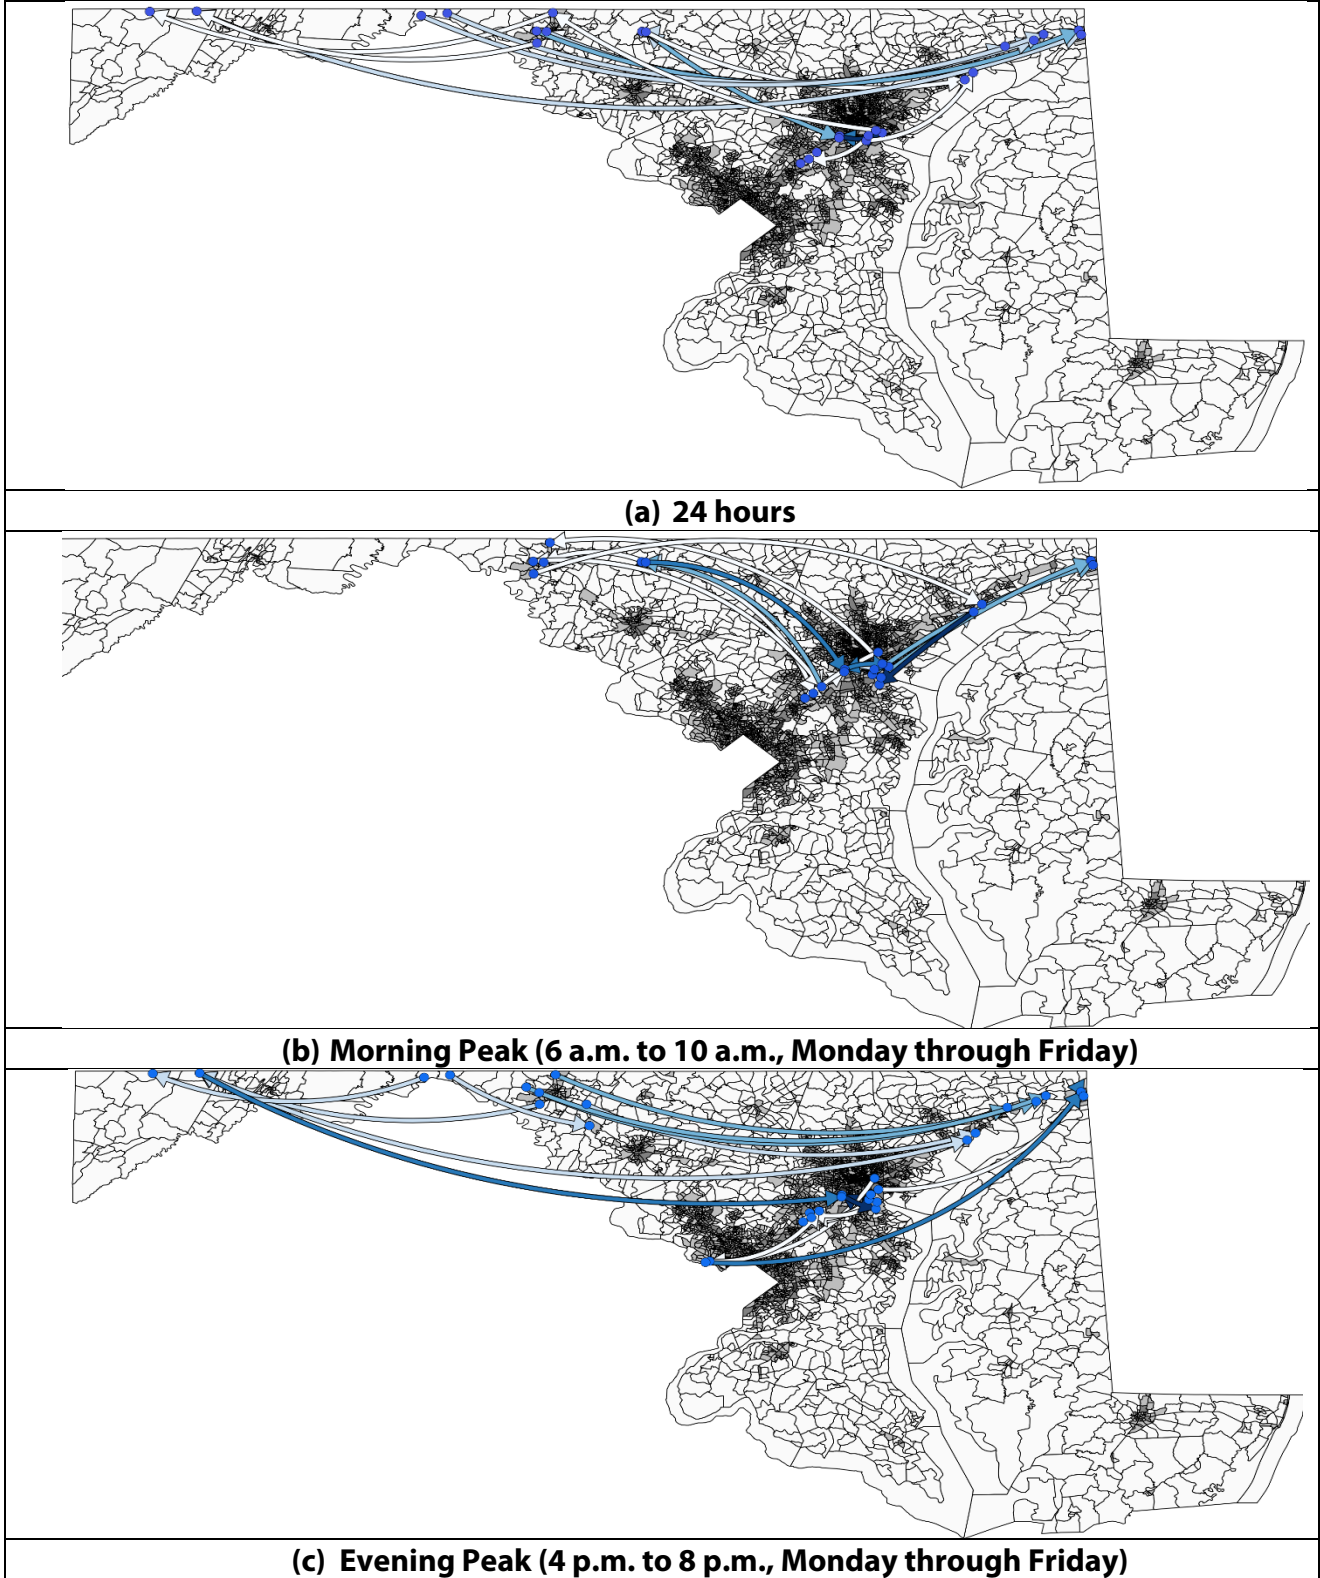 (a) 24 hours
(b) Morning Peak (6 a.m. to 10 a.m., Monday through Friday)
(c) Evening Peak (4 p.m. to 8 p.m., Monday through Friday)